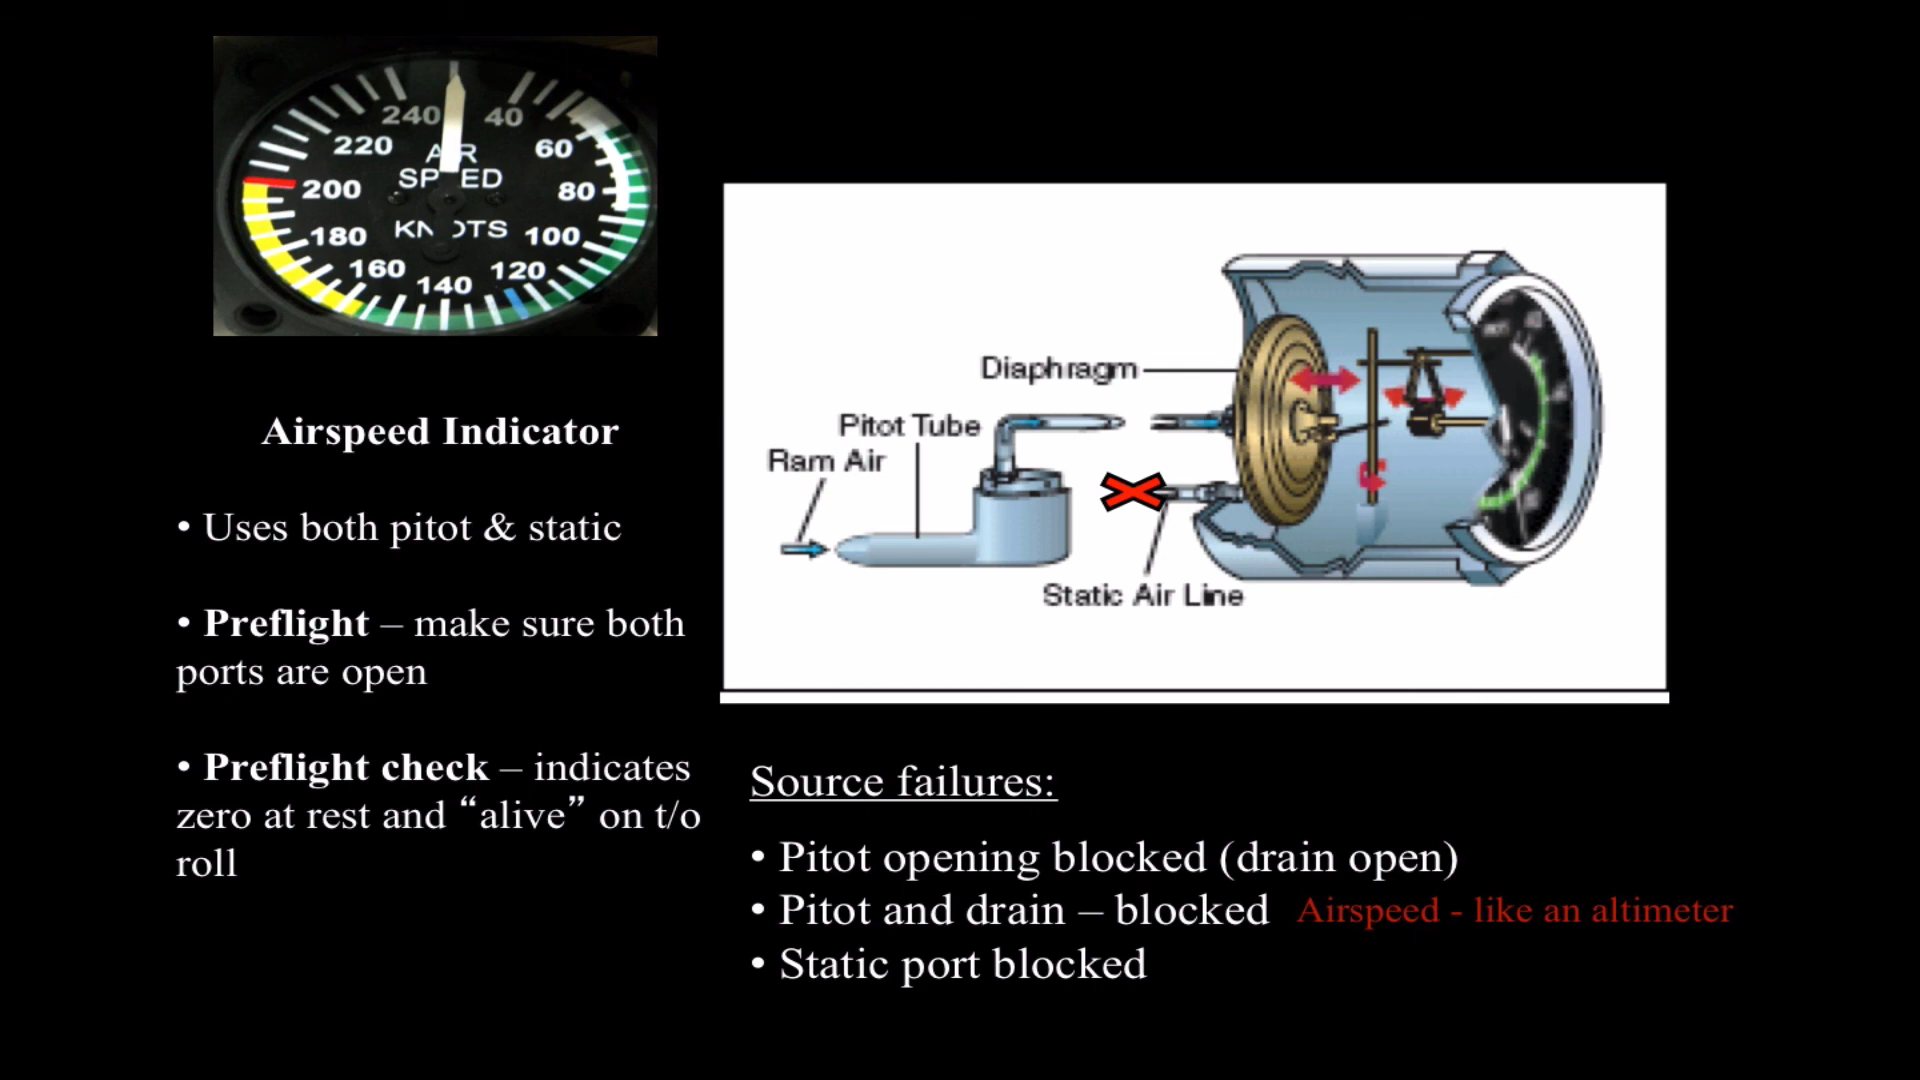 240 40
220 60
AIR
SPEED
200 80
KNOTS
180 100
160 120
140
Airspeed Indicator
• Uses both pitot & static
• Preflight – make sure both
ports are open
• Preflight check – indicates
zero at rest and “alive” on t/o
roll
Diaphragm
Pitot Tube
Ram Air
Static Air Line
Source failures:
• Pitot opening blocked (drain open)
• Pitot and drain – blocked Airspeed - like an altimeter
• Static port blocked